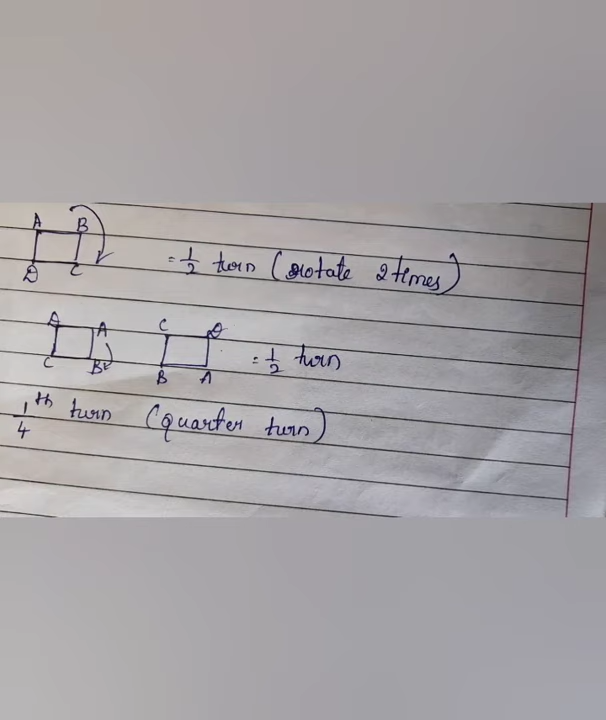 A B
= 1/2 turn (rotate 2 times)
D C
D A C D
= 1/2 turn
C B B A
1/4 th turn (quarter turn)